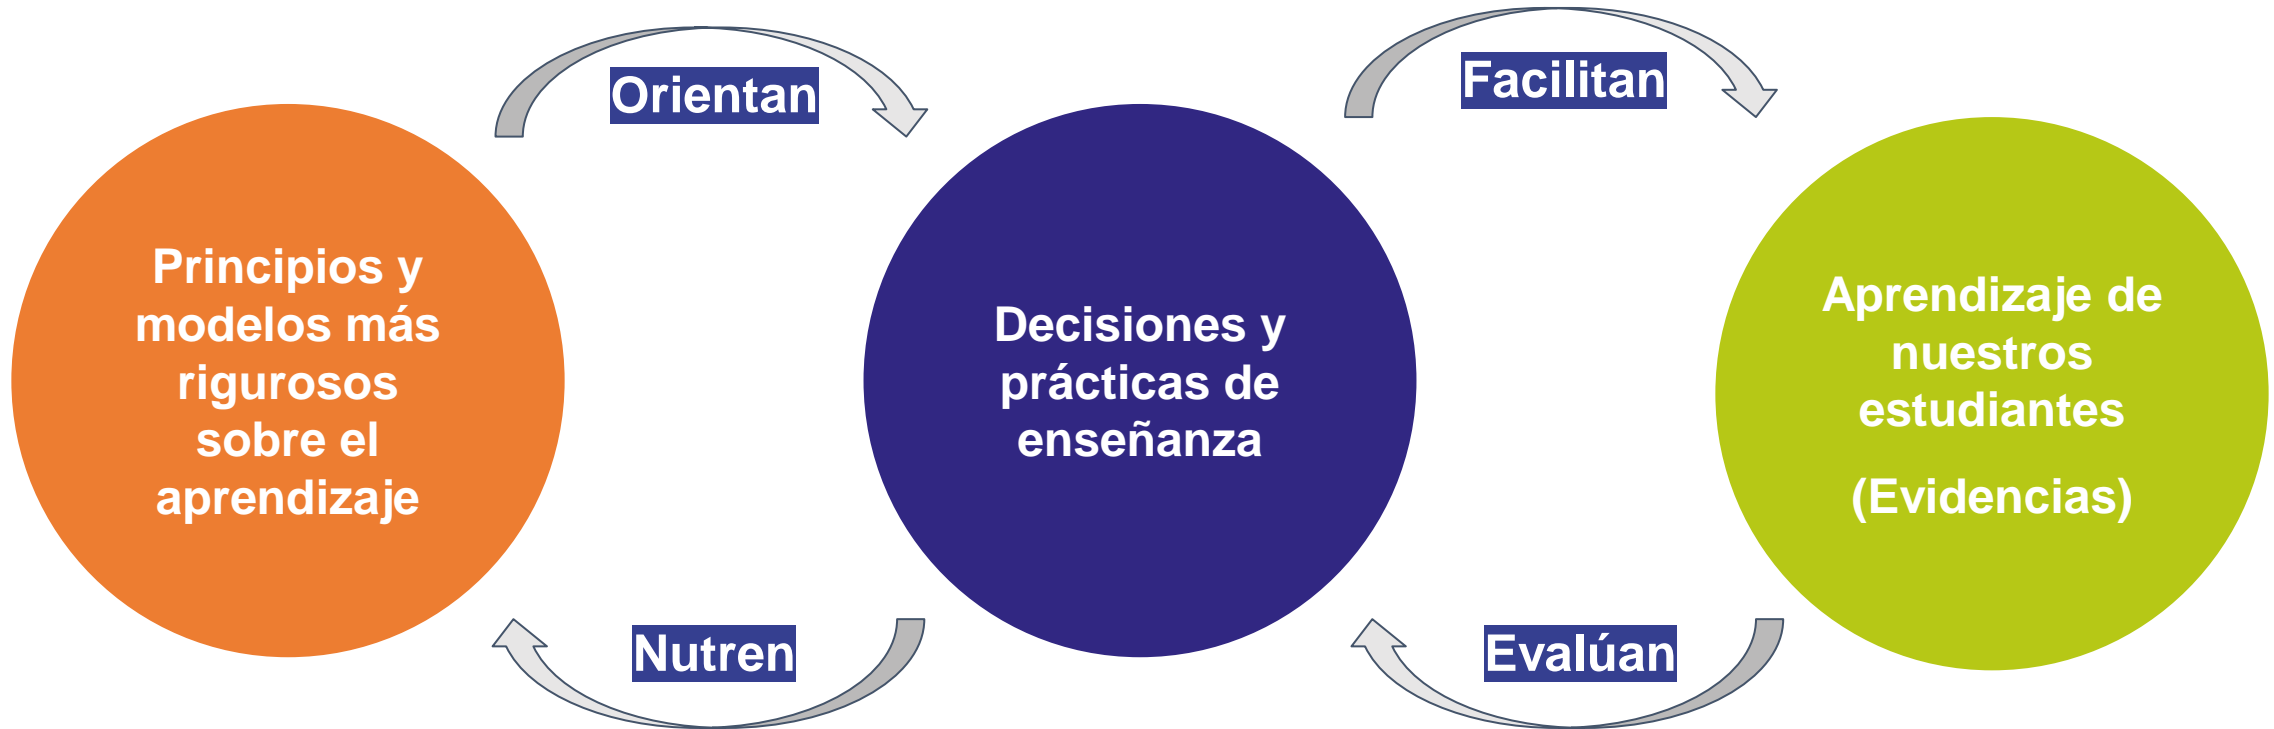 Orientan
Facilitan
Principios y
modelos más
rigurosos
sobre el
aprendizaje
Decisiones y
prácticas de
enseñanza
Aprendizaje de
nuestros
estudiantes
(Evidencias)
Nutren
Evalúan